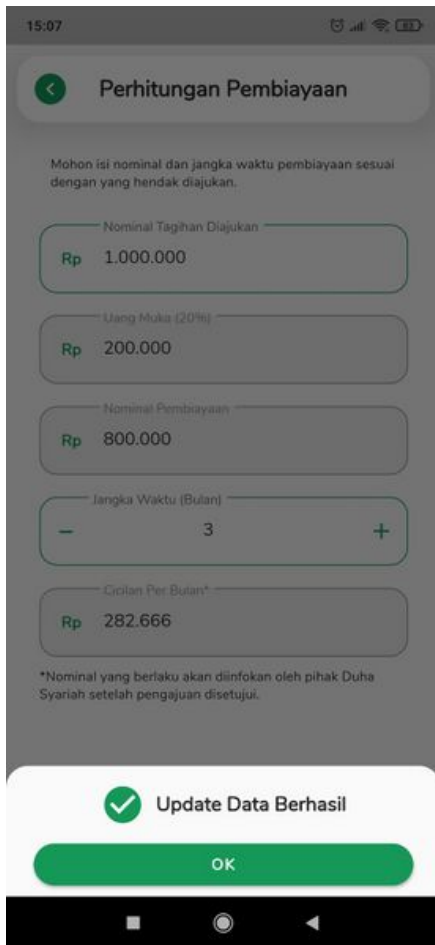 15:07
83
Perhitungan Pembiayaan
Mohon isi nominal dan jangka waktu pembiayaan sesuai
dengan yang hendak diajukan.
Nominal Tagihan Diajukan
Rp 1.000.000
Uang Muka (20%)
Rp 200.000
Nominal Pembiayaan
Rp 800.000
Jangka Waktu (Bulan)
− 3 +
Cicilan Per Bulan*
Rp 282.666
*Nominal yang berlaku akan diinfokan oleh pihak Duha
Syariah setelah pengajuan disetujui.
Update Data Berhasil
OK